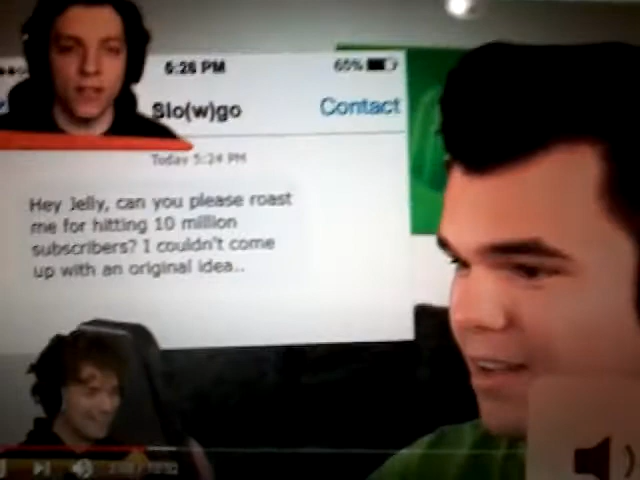 6:26 PM
65%
Slo(w)go
Contact
Today 5:24 PM
Hey Jelly, can you please roast
me for hitting 10 million
subscribers? I couldn't come
up with an original idea..